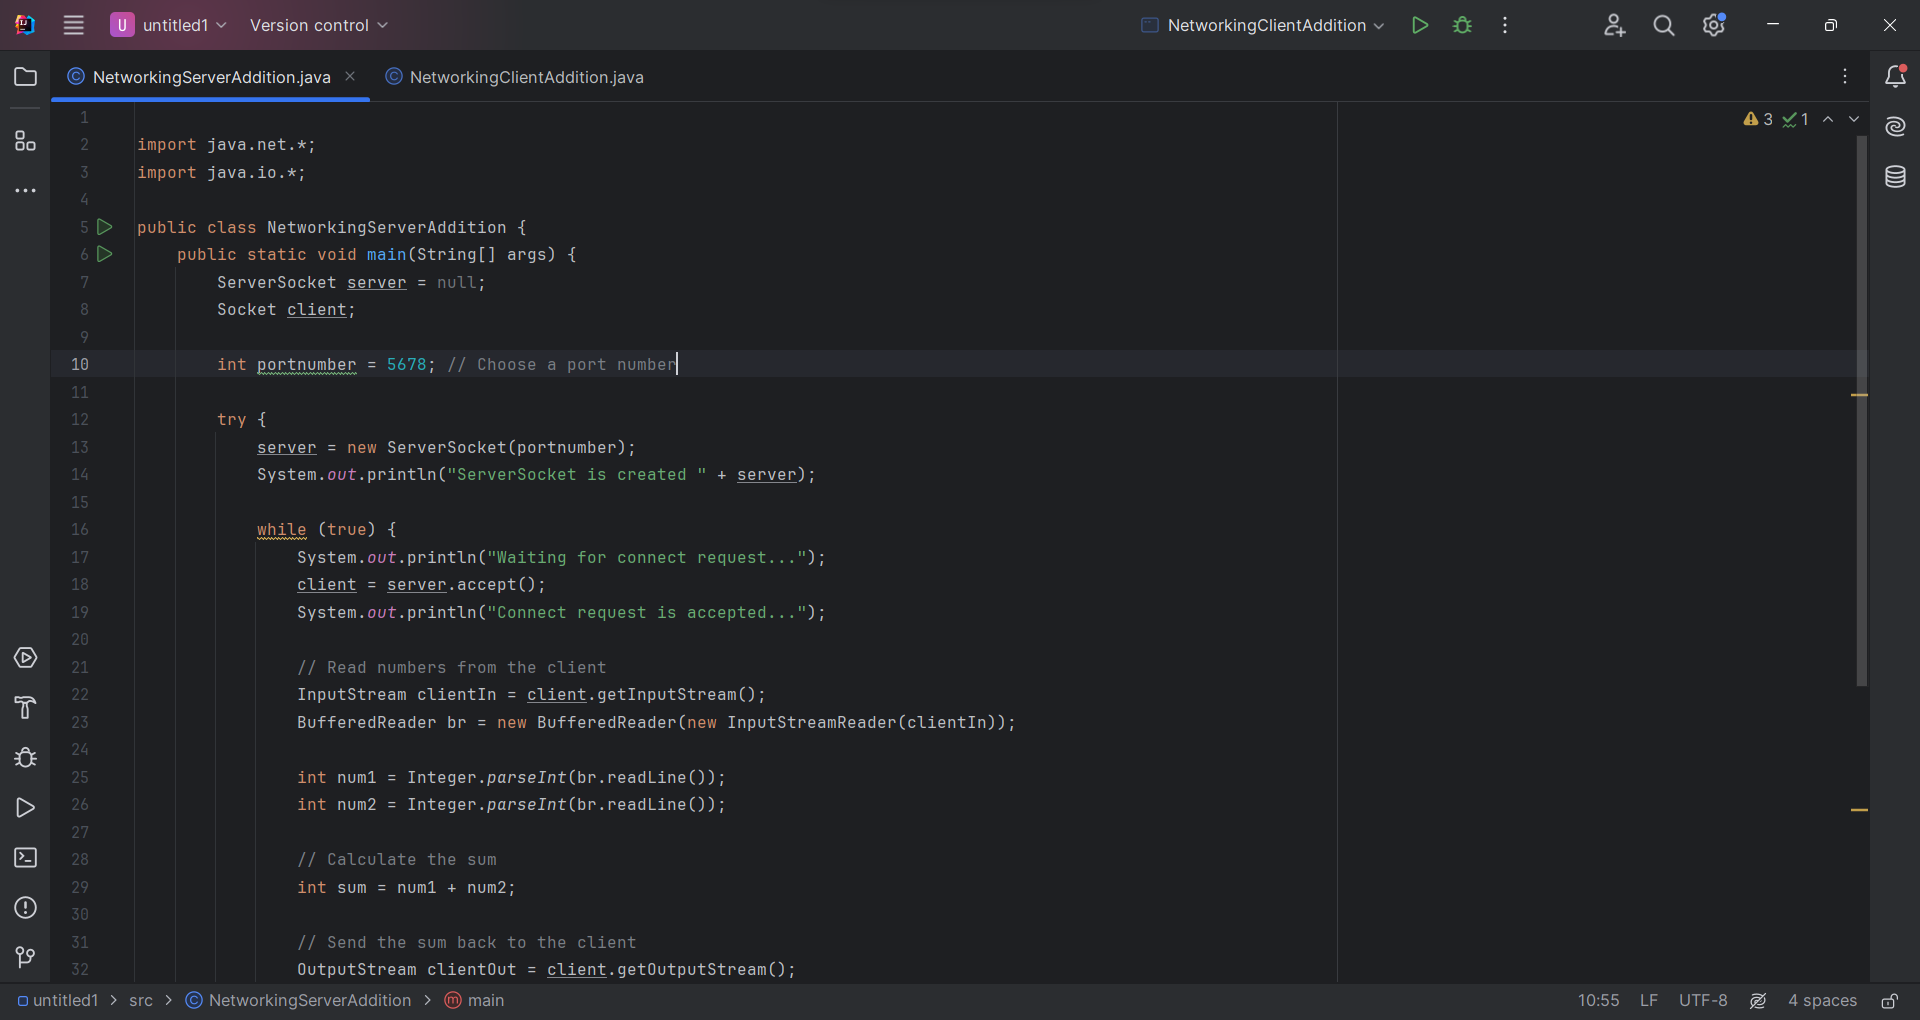 U untitled1 Version control NetworkingClientAddition
NetworkingServerAddition.java NetworkingClientAddition.java
3 1
1
2 import java.net.*;
3 import java.io.*;
4
5 public class NetworkingServerAddition {
6     public static void main(String[] args) {
7         ServerSocket server = null;
8         Socket client;
9
10         int portnumber = 5678; // Choose a port number
11
12         try {
13             server = new ServerSocket(portnumber);
14             System.out.println("ServerSocket is created " + server);
15
16             while (true) {
17                 System.out.println("Waiting for connect request...");
18                 client = server.accept();
19                 System.out.println("Connect request is accepted...");
20
21                 // Read numbers from the client
22                 InputStream clientIn = client.getInputStream();
23                 BufferedReader br = new BufferedReader(new InputStreamReader(clientIn));
24
25                 int num1 = Integer.parseInt(br.readLine());
26                 int num2 = Integer.parseInt(br.readLine());
27
28                 // Calculate the sum
29                 int sum = num1 + num2;
30
31                 // Send the sum back to the client
32                 OutputStream clientOut = client.getOutputStream();
untitled1 > src > NetworkingServerAddition > main 10:55 LF UTF-8 4 spaces